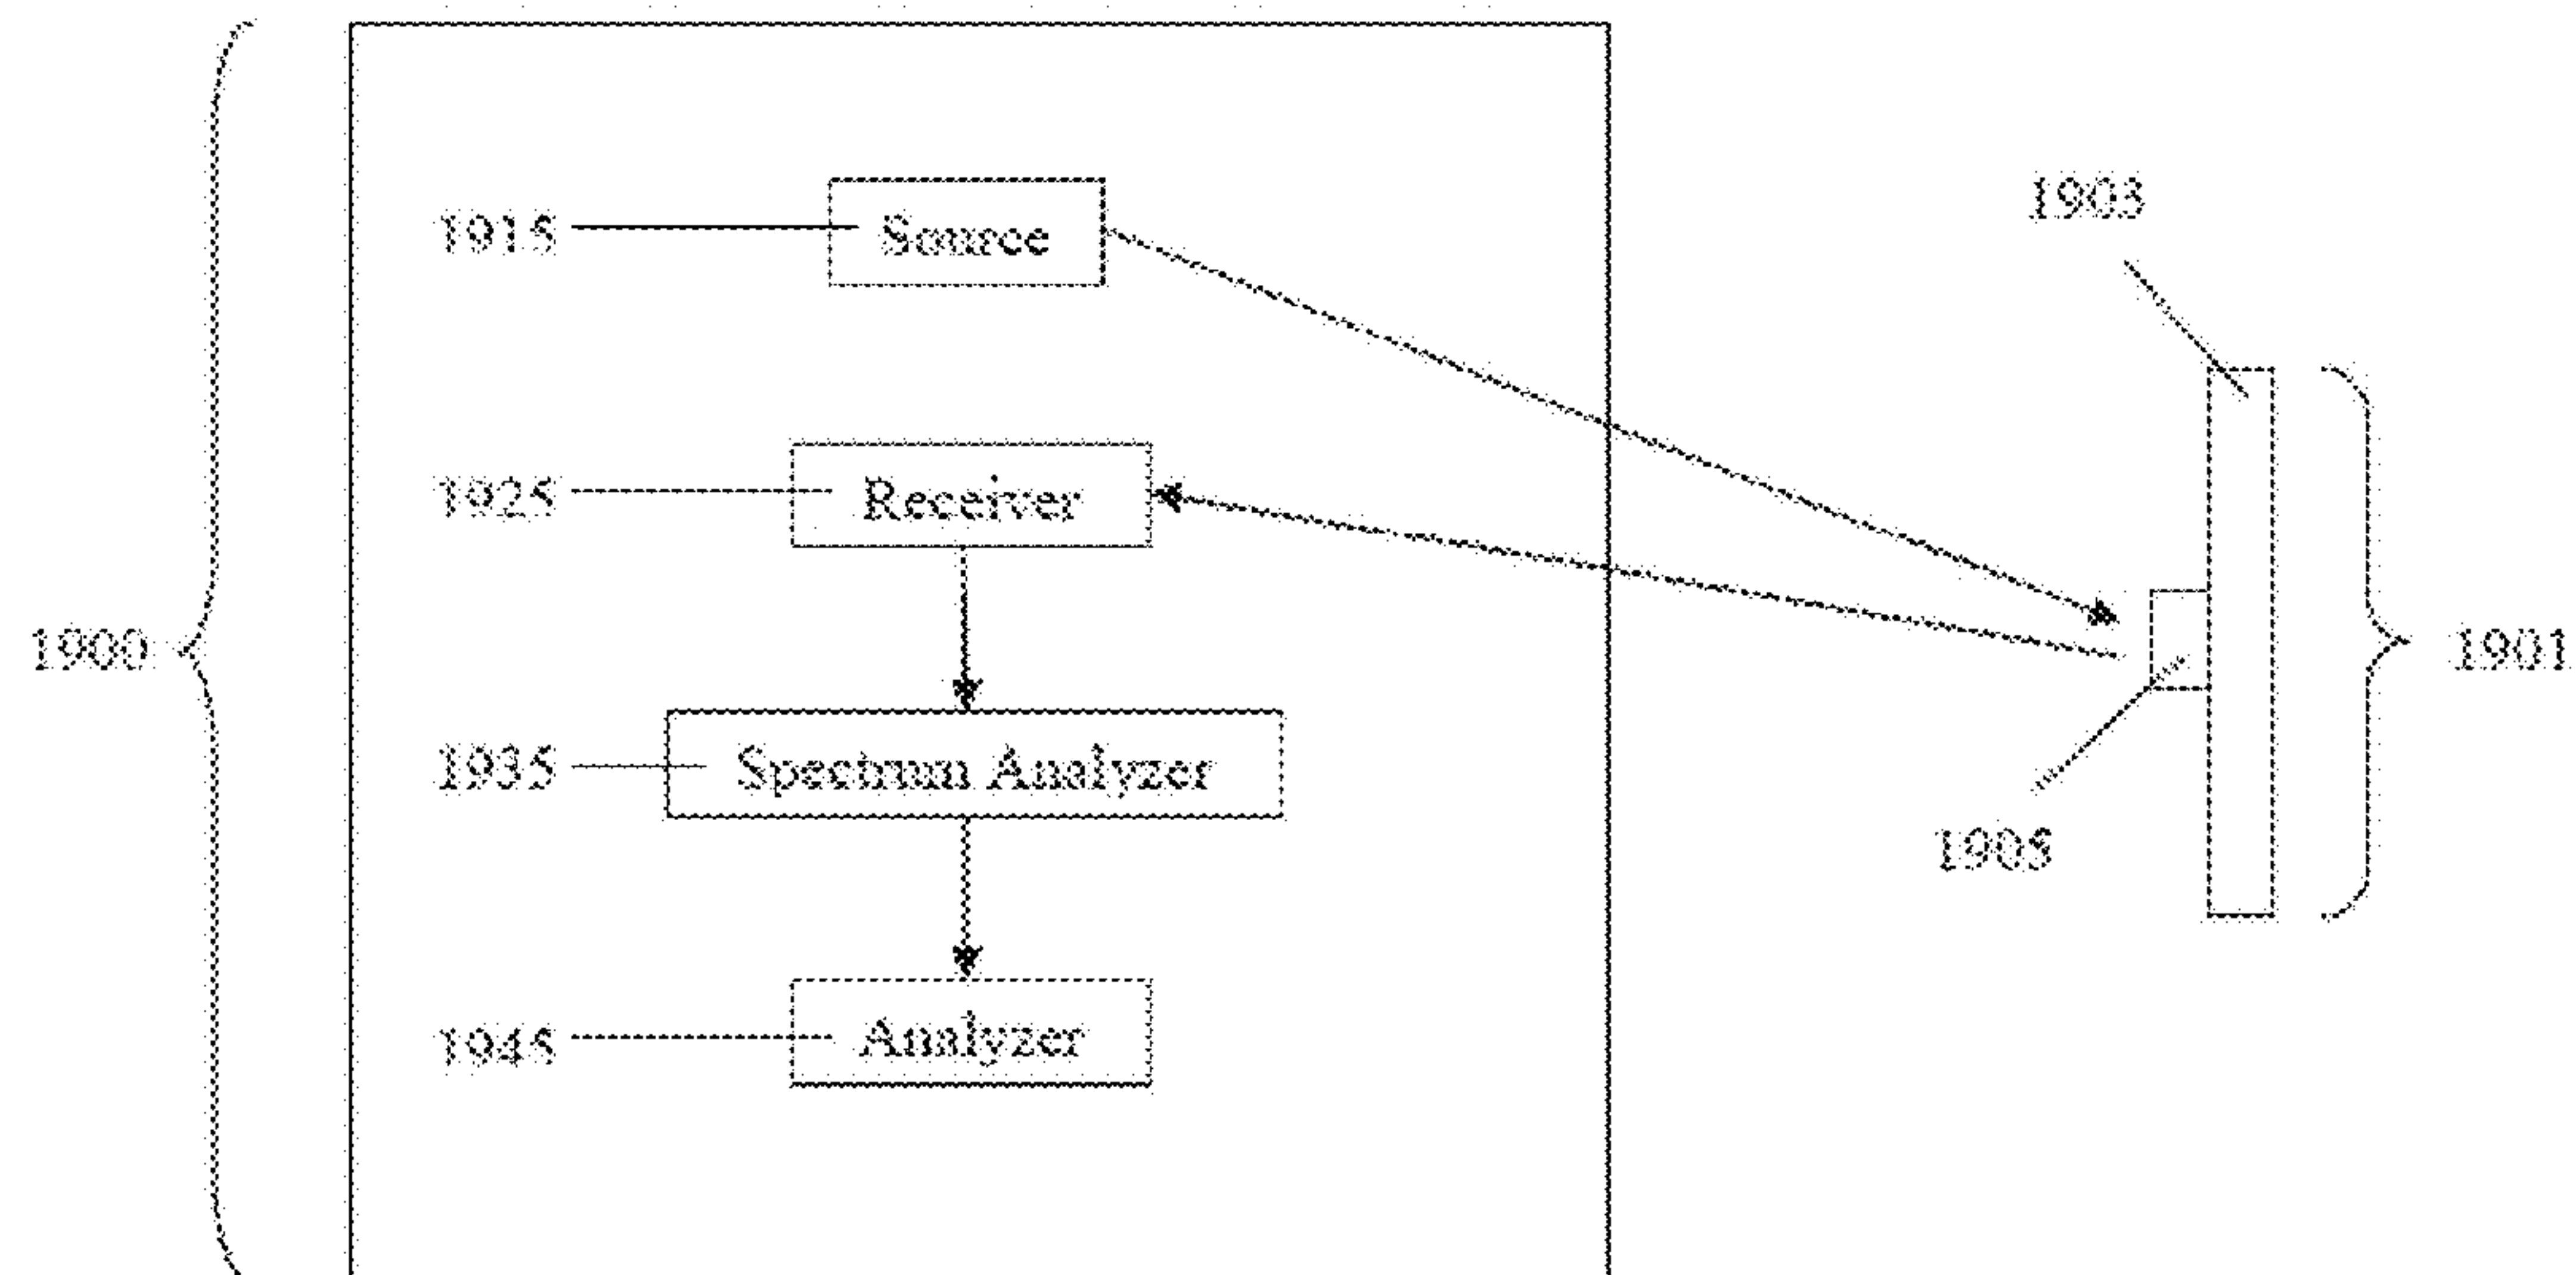 1903
1915 Source
1925 Receiver
1900
1901
1935 Spectrum Analyzer
1905
1945 Analyzer